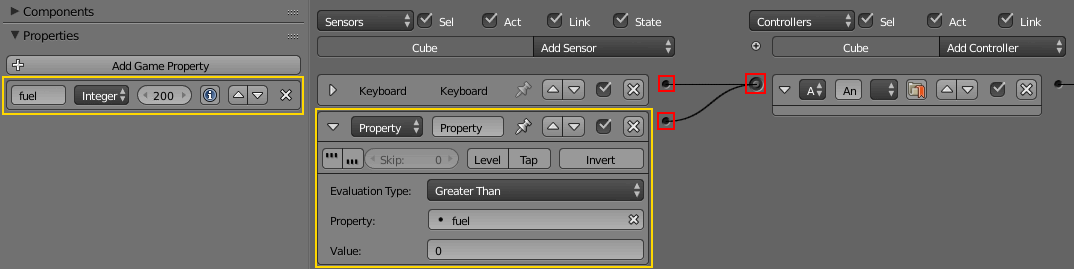 Components
Properties
Add Game Property
fuel Integer 200
Sensors Sel Act Link State
Cube Add Sensor
Keyboard Keyboard
Property Property
Skip: 0 Level Tap Invert
Evaluation Type: Greater Than
Property: fuel
Value: 0
Controllers Sel Act Link
Cube Add Controller
A An